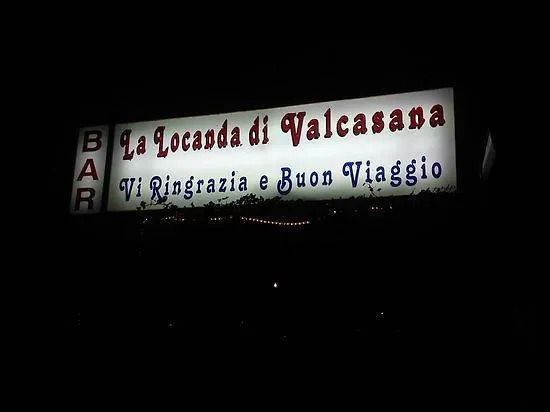 BAR
La Locanda di Valcasana
Vi Ringrazia e Buon Viaggio